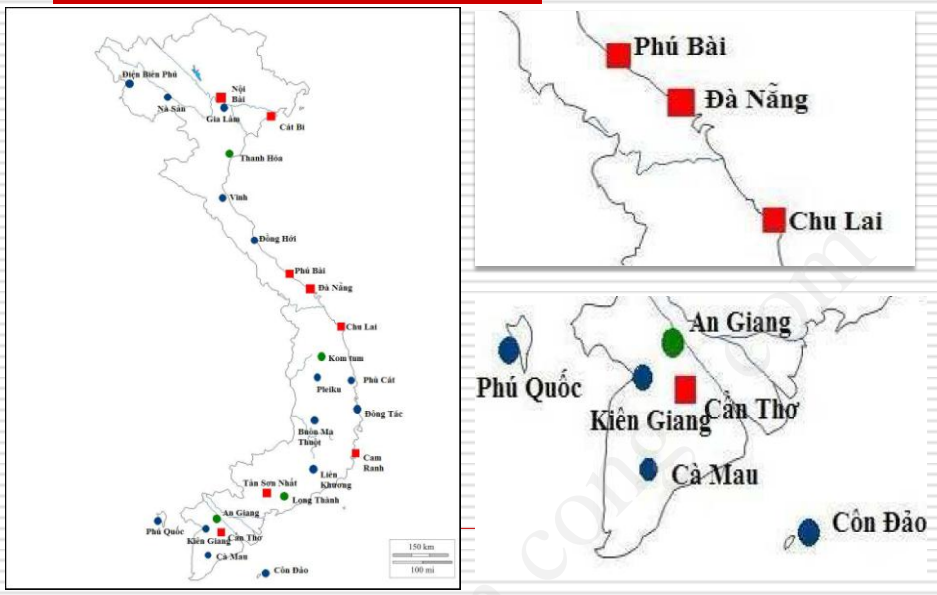 Điện Biên Phủ
Nà Sản
Nội
Bài
Gia Lâm
Cát Bi
Thanh Hóa
Vinh
Đồng Hới
Phú Bài
Đà Nẵng
Chu Lai
Kom tum
Pleiku
Phù Cát
Đông Tác
Buôn Ma
Thuột
Cam
Ranh
Liên
Khương
Tân Sơn Nhất
Long Thành
An Giang
Phú Quốc
Kiên Giang
Cần Thơ
Cà Mau
Côn Đảo
150 km
100 mi
Phú Bài
Đà Nẵng
Chu Lai
An Giang
Phú Quốc
Kiên Giang
Cần Thơ
Cà Mau
Côn Đảo